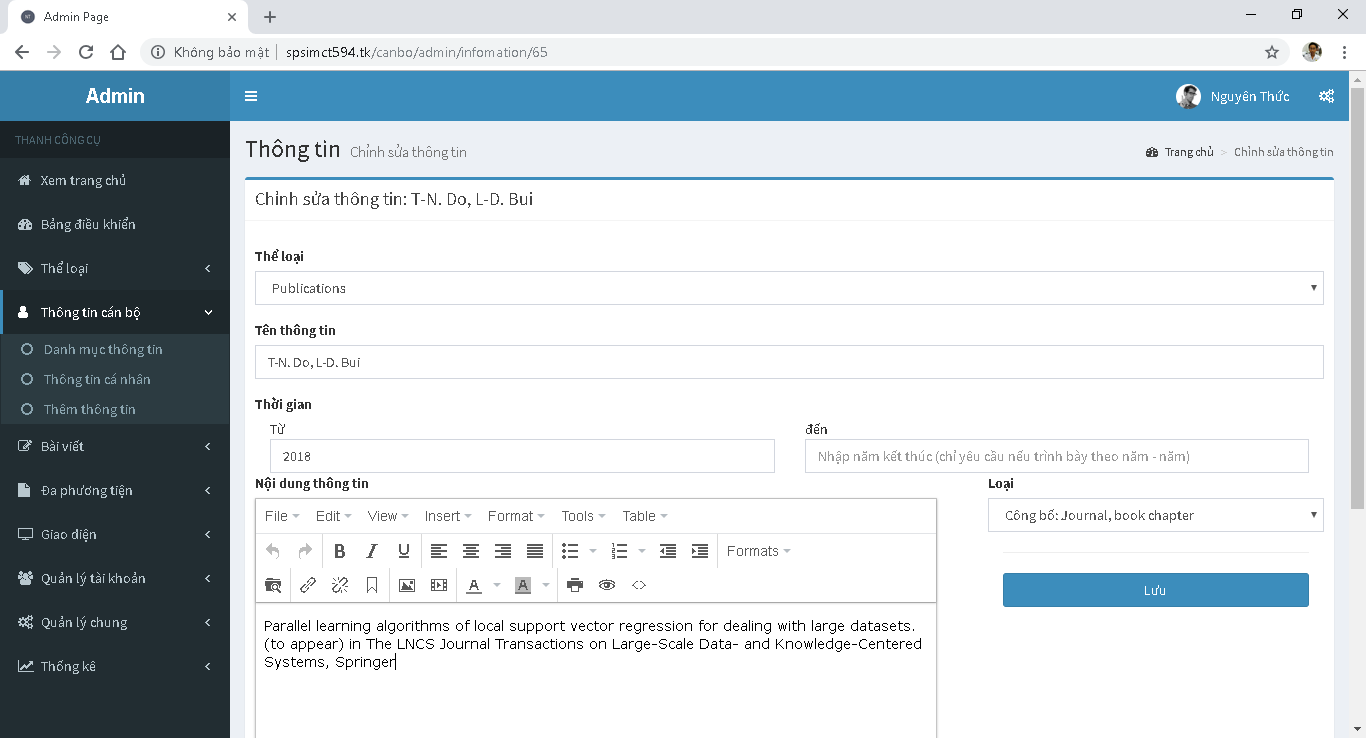 Admin Page
Không bảo mật | spsimct594.tk/canbo/admin/infomation/65
Admin
Nguyên Thức
THANH CÔNG CỤ
Xem trang chủ
Bảng điều khiển
Thể loại
Thông tin cán bộ
Danh mục thông tin
Thông tin cá nhân
Thêm thông tin
Bài viết
Đa phương tiện
Giao diện
Quản lý tài khoản
Quản lý chung
Thống kê
Thông tin Chỉnh sửa thông tin
Trang chủ > Chỉnh sửa thông tin
Chỉnh sửa thông tin: T-N. Do, L-D. Bui
Thể loại
Publications
Tên thông tin
T-N. Do, L-D. Bui
Thời gian
Từ đến
2018 Nhập năm kết thúc (chỉ yêu cầu nếu trình bày theo năm - năm)
Nội dung thông tin
File Edit View Insert Format Tools Table
Formats
Parallel learning algorithms of local support vector regression for dealing with large datasets.
(to appear) in The LNCS Journal Transactions on Large-Scale Data- and Knowledge-Centered
Systems, Springer
Loại
Công bố: Journal, book chapter
Lưu